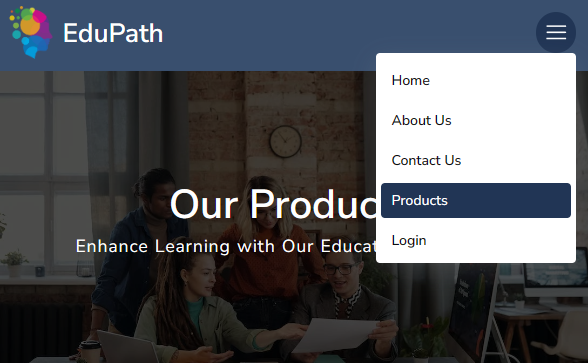 EduPath
Home
About Us
Contact Us
Products
Login
Our Produc
Enhance Learning with Our Educat